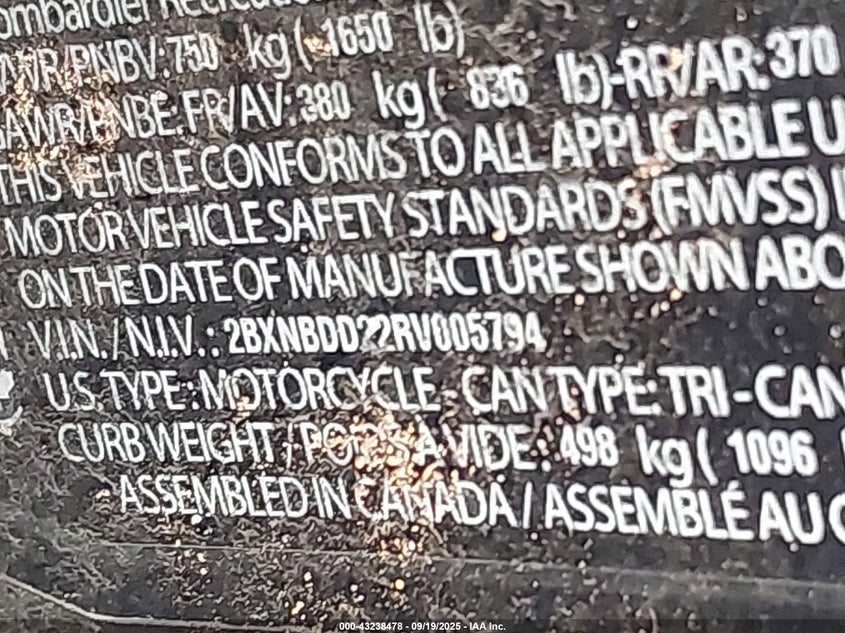 ombardier Recreatio
AWR/PNBV:750 kg( 1650 lb)
GAWR/PNBE.FR/AV:380 kg( 836 lb)-RR/AR:370
THIS VEHICLE CONFORMS TO ALL APPLICABLE U
MOTOR VEHICLE SAFETY STANDARDS (FMVSS)
ON THE DATE OF MANUFACTURE SHOWN ABO
V.I.N./N.I.V.: 2BXNBDD22RV005794
U.S. TYPE: MOTORCYCLE - CAN TYPE: TRI-CAN
CURB WEIGHT / POIDS A VIDE: 498 kg( 1096
ASSEMBLED IN CANADA / ASSEMBLÉ AU C
000-43238478 - 09/19/2025 - IAA Inc.